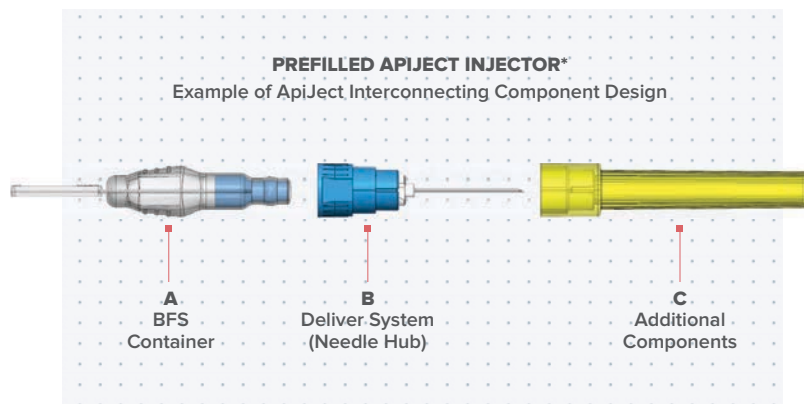 PREFILLED APIJECT INJECTOR*
Example of ApiJect Interconnecting Component Design
A
BFS
Container
B
Deliver System
(Needle Hub)
C
Additional
Components